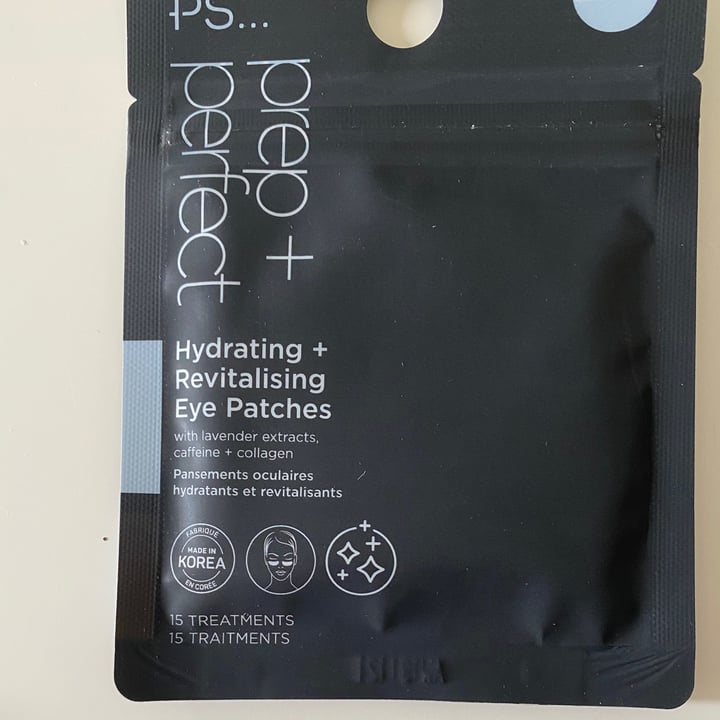 PS...
prep +
perfect
Hydrating +
Revitalising
Eye Patches
with lavender extracts,
caffeine + collagen
Pansements oculaires
hydratants et revitalisants
FABRIQUÉ
MADE IN
KOREA
EN CORÉE
15 TREATMENTS
15 TRAITMENTS